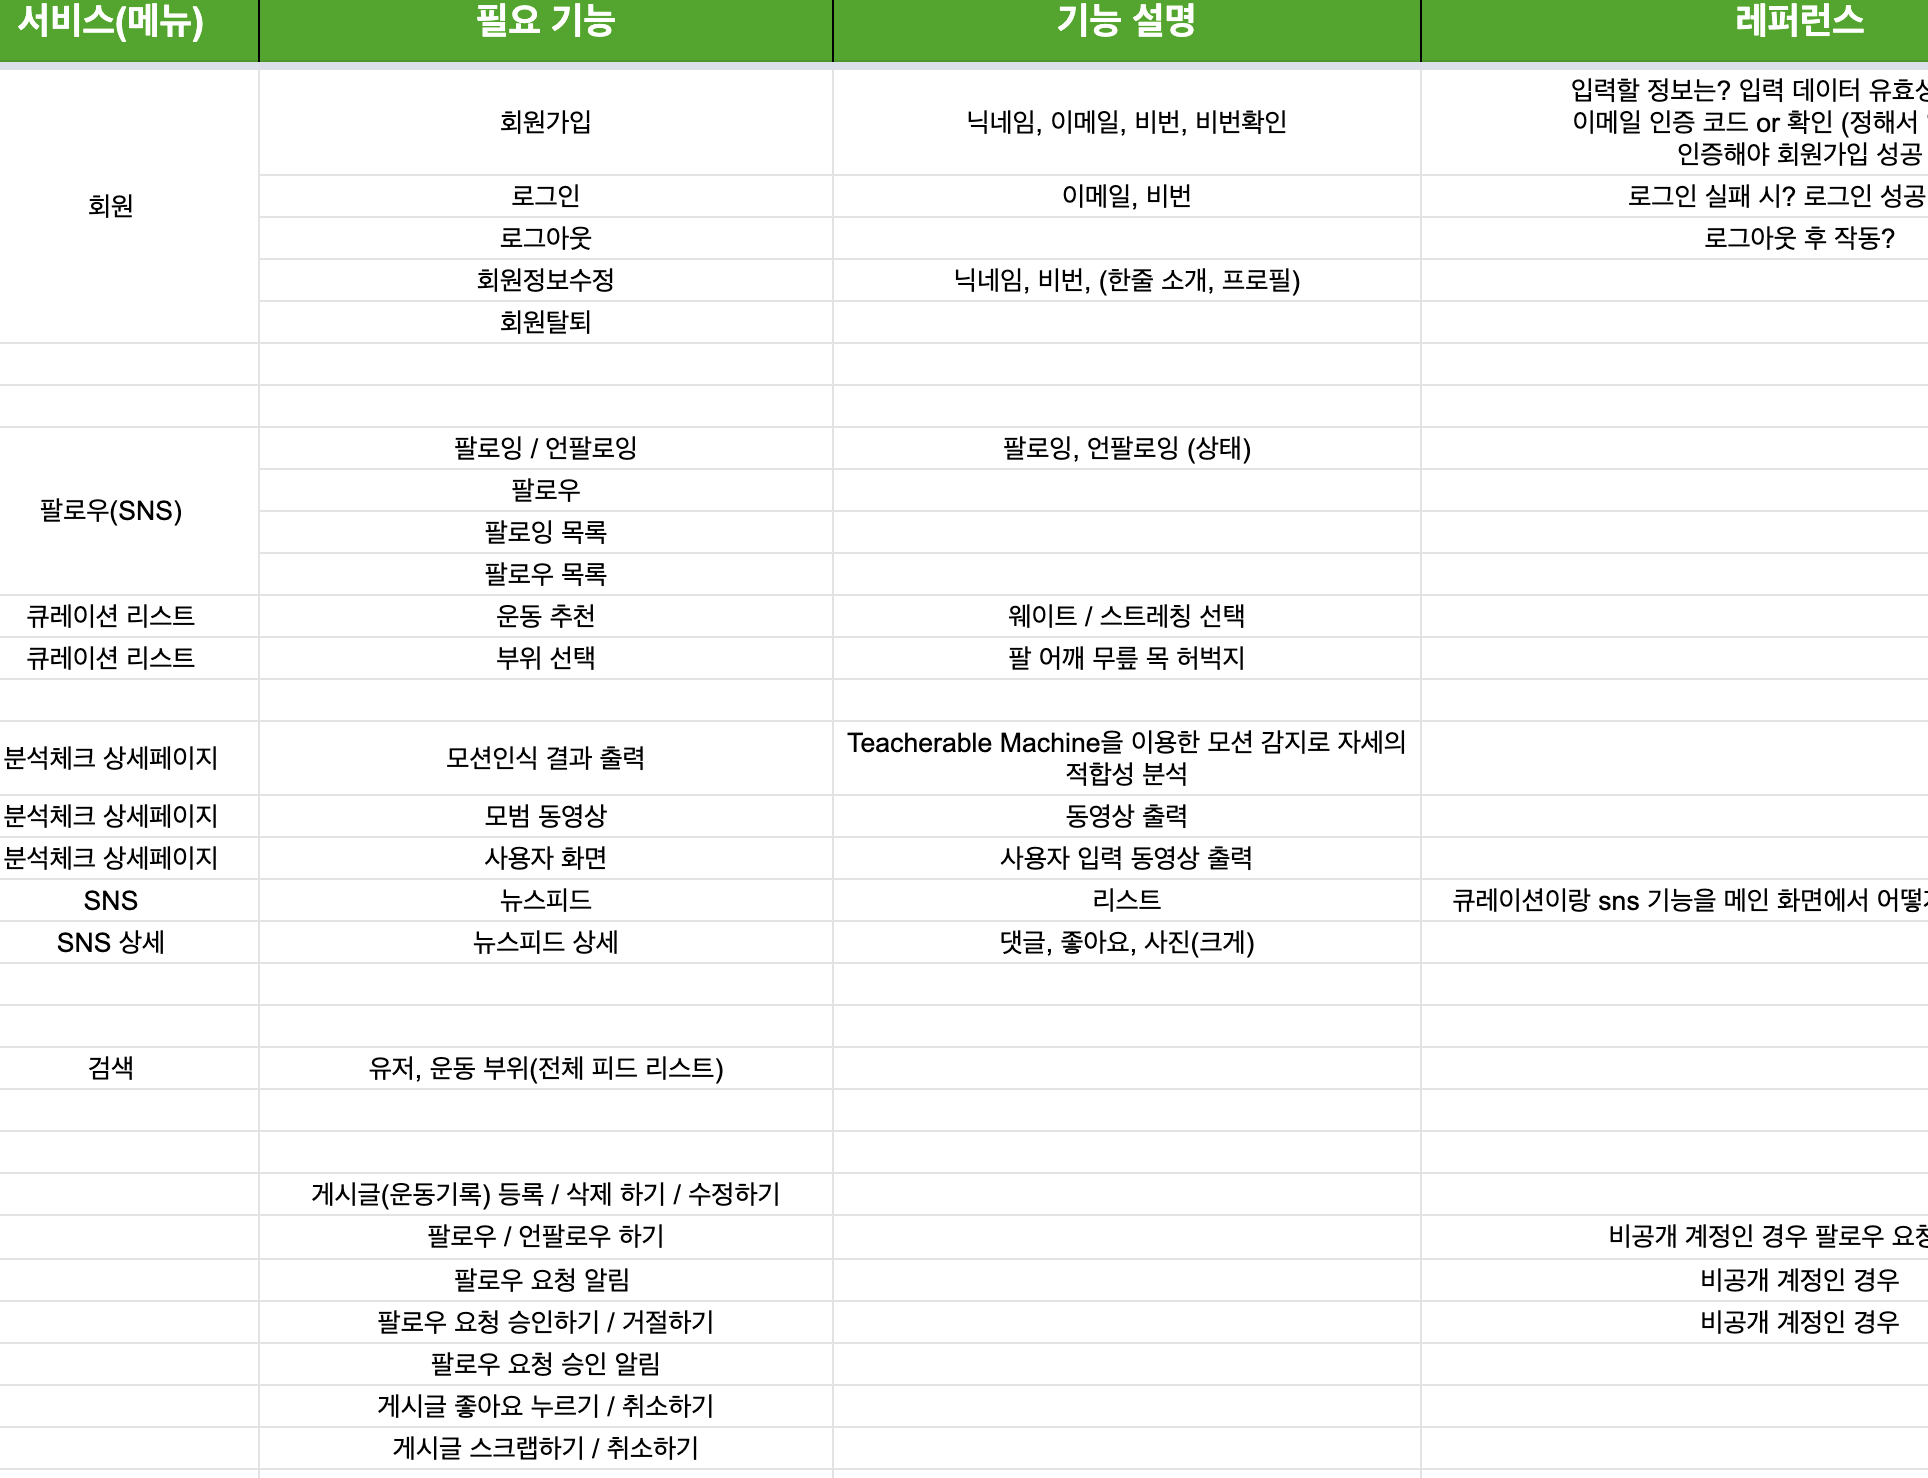 서비스(메뉴) 필요 기능 기능 설명 레퍼런스
회원
회원가입
닉네임, 이메일, 비번, 비번확인
입력할 정보는? 입력 데이터
이메일 인증 코드 or 확인 (정해서
인증해야 회원가입 성공
로그인 이메일, 비번 로그인 실패 시? 로그인 성공
로그아웃 로그아웃 후 작동?
회원정보수정 닉네임, 비번, (한줄 소개, 프로필)
회원탈퇴
팔로우(SNS)
팔로잉 / 언팔로잉 팔로잉, 언팔로잉 (상태)
팔로우
팔로잉 목록
팔로우 목록
큐레이션 리스트 운동 추천 웨이트 / 스트레칭 선택
큐레이션 리스트 부위 선택 팔 어깨 무릎 목 허벅지
분석체크 상세페이지 모션인식 결과 출력
Teacherable Machine을 이용한 모션 감지로 자세의
적합성 분석
분석체크 상세페이지 모범 동영상 동영상 출력
분석체크 상세페이지 사용자 화면 사용자 입력 동영상 출력
SNS 뉴스피드 리스트 큐레이션이랑 sns 기능을 메인 화면에서
SNS 상세 뉴스피드 상세 댓글, 좋아요, 사진(크게)
검색 유저, 운동 부위(전체 피드 리스트)
게시글(운동기록) 등록 / 삭제 하기 / 수정하기
팔로우 / 언팔로우 하기 비공개 계정인 경우 팔로우
팔로우 요청 알림 비공개 계정인 경우
팔로우 요청 승인하기 / 거절하기 비공개 계정인 경우
팔로우 요청 승인 알림
게시글 좋아요 누르기 / 취소하기
게시글 스크랩하기 / 취소하기